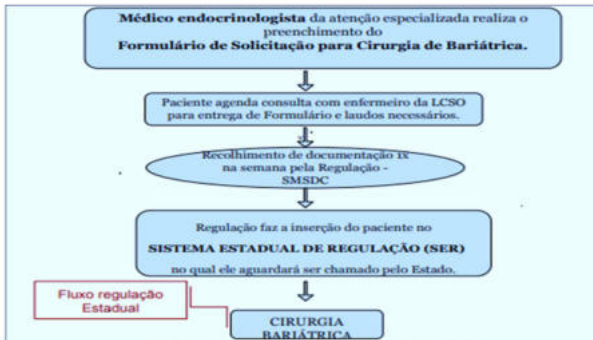 Médico endocrinologista da atenção especializada realiza o
preenchimento do
Formulário de Solicitação para Cirurgia de Bariátrica.
Paciente agenda consulta com enfermeiro da LCSO
para entrega de Formulário e laudos necessários.
Recolhimento de documentação 1x
na semana pela Regulação -
SMSDC
Regulação faz a inserção do paciente no
SISTEMA ESTADUAL DE REGULAÇÃO (SER)
no qual ele aguardará ser chamado pelo Estado.
Fluxo regulação
Estadual
CIRURGIA
BARIÁTRICA